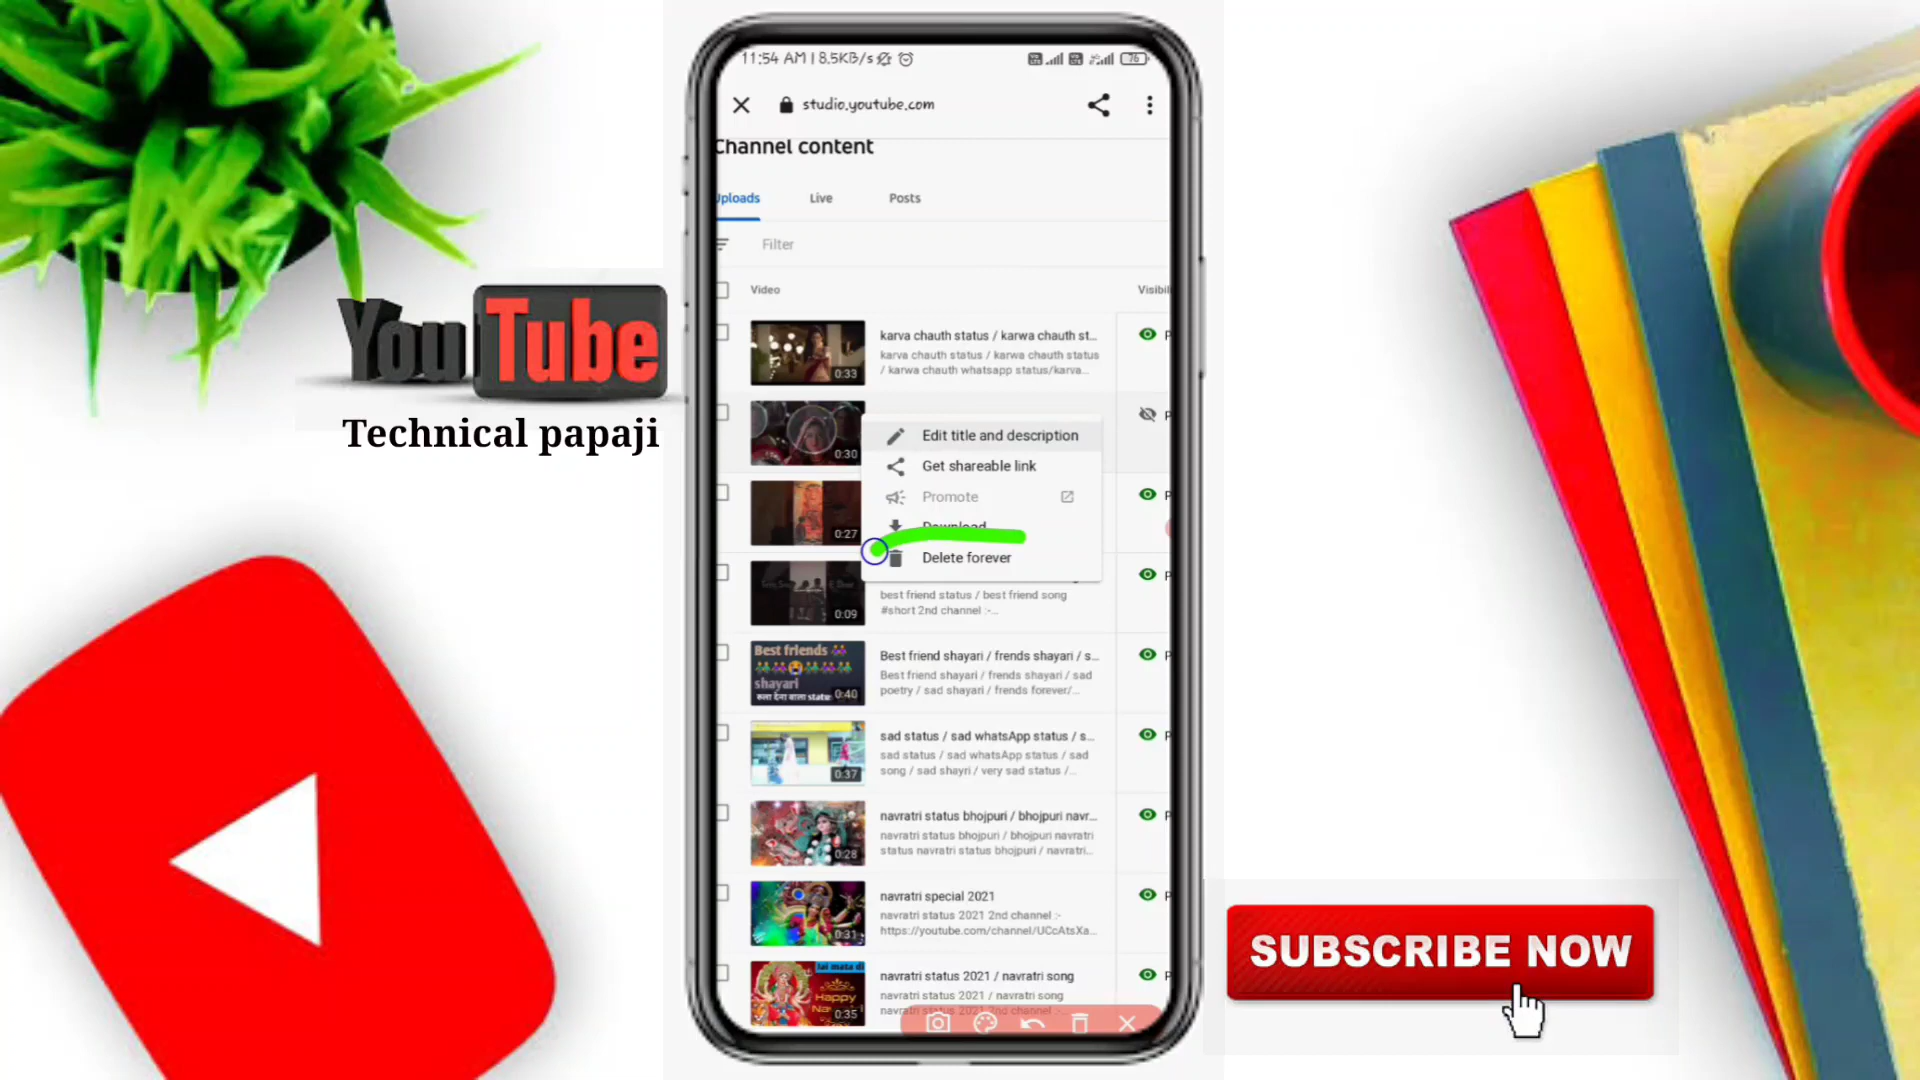 11:54 AM | 8.5KB/s
76
studio.youtube.com
Channel content
Uploads
Live
Posts
Filter
Video
Visibil
karva chauth status / karwa chauth st...
karva chauth status / karwa chauth status
/ karwa chauth whatsapp status/karva...
0:33
P
0:30
P
Edit title and description
Get shareable link
Promote
Download
Delete forever
0:27
P
P
best friend status / best friend song
#short 2nd channel :-...
0:09
Best friends
shayari
रुला देना वाला status
0:40
Best friend shayari / frends shayari / s...
Best friend shayari / frends shayari / sad
poetry / sad shayari / frends forever/...
P
sad status / sad whatsApp status / s...
sad status / sad whatsApp status / sad
song / sad shayri / very sad status /...
0:37
P
navratri status bhojpuri / bhojpuri navr...
navratri status bhojpuri / bhojpuri navratri
status navratri status bhojpuri / navratri...
0:28
P
navratri special 2021
navratri status 2021 2nd channel :-
https://youtube.com/channel/UCcAtsXa...
0:31
P
jai mata di
Happy
0:35
navratri status 2021 / navratri song
navratri status 2021 / navratri song
P
YouTube
Technical papaji
SUBSCRIBE NOW